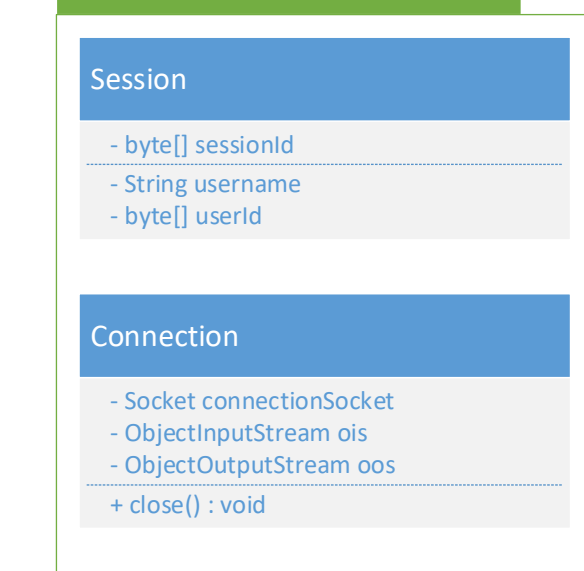 Session
- byte[] sessionId
- String username
- byte[] userId
Connection
- Socket connectionSocket
- ObjectInputStream ois
- ObjectOutputStream oos
+ close() : void